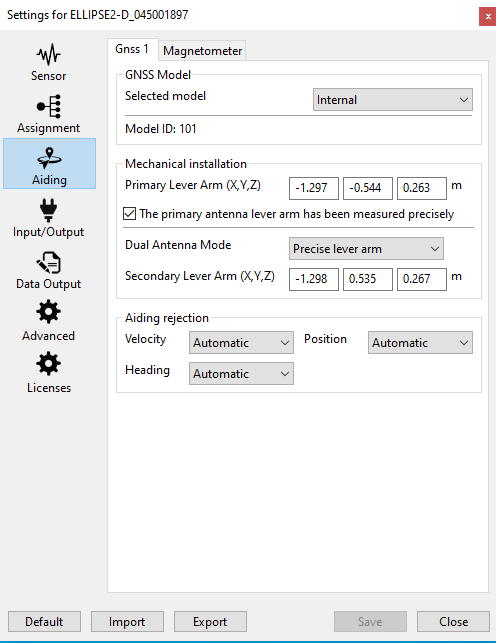 Settings for ELLIPSE2-D_045001897
x
Sensor
Assignment
Aiding
Input/Output
Data Output
Advanced
Licenses
Gnss 1 Magnetometer
GNSS Model
Selected model Internal
Model ID: 101
Mechanical installation
Primary Lever Arm (X,Y,Z) -1.297 -0.544 0.263 m
The primary antenna lever arm has been measured precisely
Dual Antenna Mode Precise lever arm
Secondary Lever Arm (X,Y,Z) -1.298 0.535 0.267 m
Aiding rejection
Velocity Automatic Position Automatic
Heading Automatic
Default Import Export Save Close